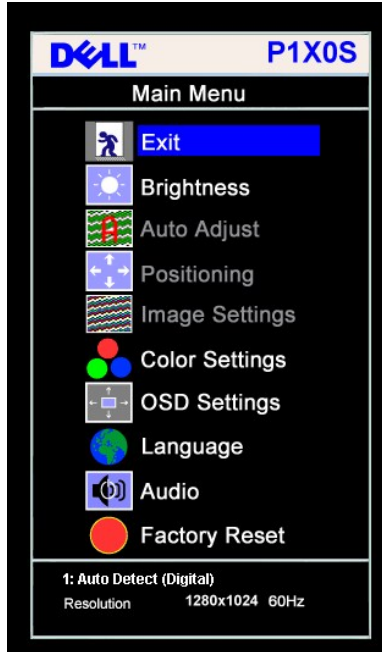 DELL™ P1X0S
Main Menu
Exit
Brightness
Auto Adjust
Positioning
Image Settings
Color Settings
OSD Settings
Language
Audio
Factory Reset
1: Auto Detect (Digital)
Resolution 1280x1024 60Hz